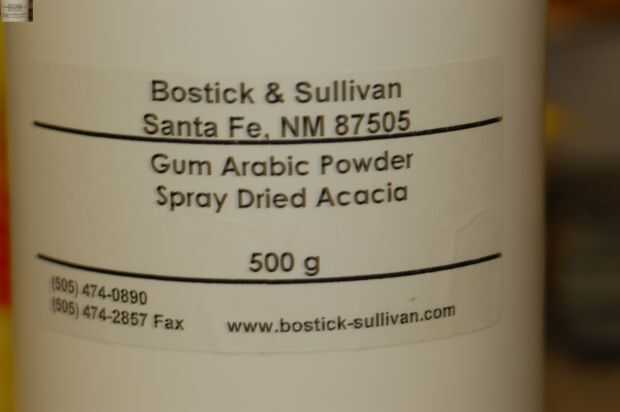 Bostick & Sullivan
Santa Fe, NM 87505
Gum Arabic Powder
Spray Dried Acacia
500 g
(505) 474-0890
(505) 474-2857 Fax
www.bostick-sullivan.com